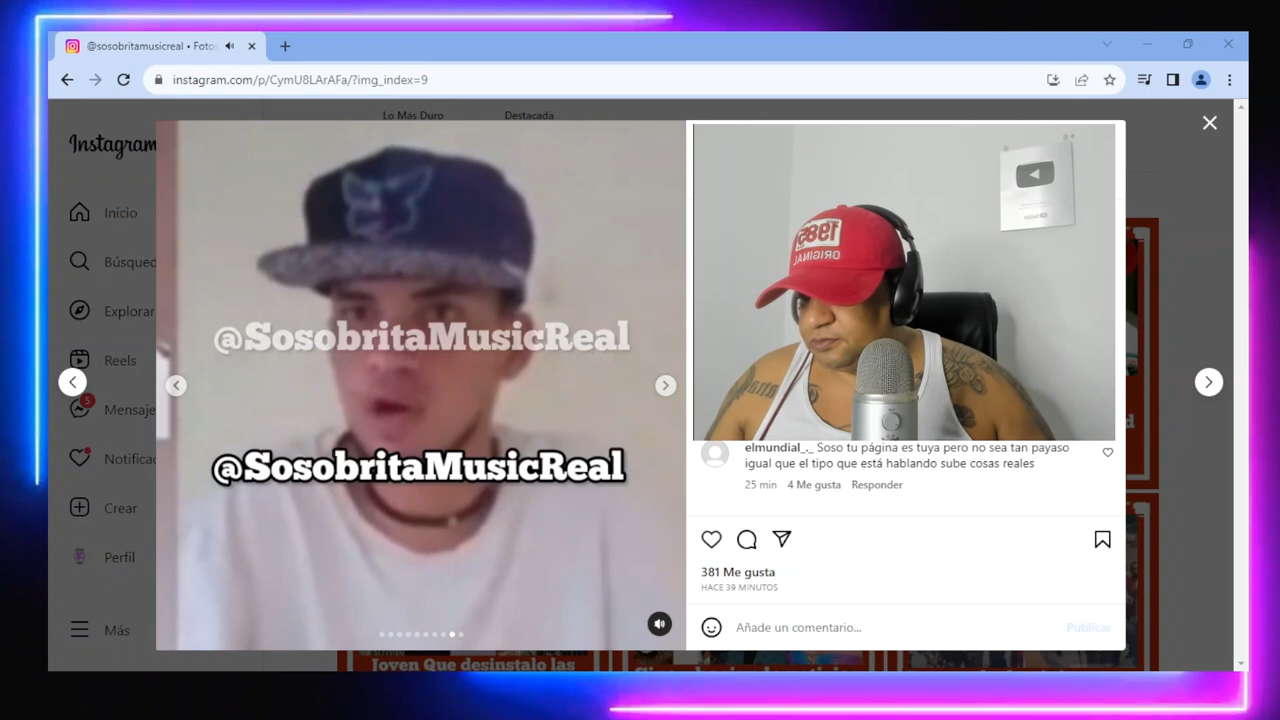 @sosobritamusicreal • Fotos
instagram.com/p/CymU8LArAFa/?img_index=9
Lo Más Duro
Destacada
Instagram
Inicio
Búsqued
Explorar
Reels
5
Mensaje
Notificac
Crear
Perfil
Más
@SosobritaMusicReal
@SosobritaMusicReal
1985
ORIGINAL
elmundial_._ Soso tu página es tuya pero no sea tan payaso
igual que el tipo que está hablando sube cosas reales
25 min 4 Me gusta Responder
381 Me gusta
HACE 39 MINUTOS
Añade un comentario...
Publicar
Joven Que desinstalo las